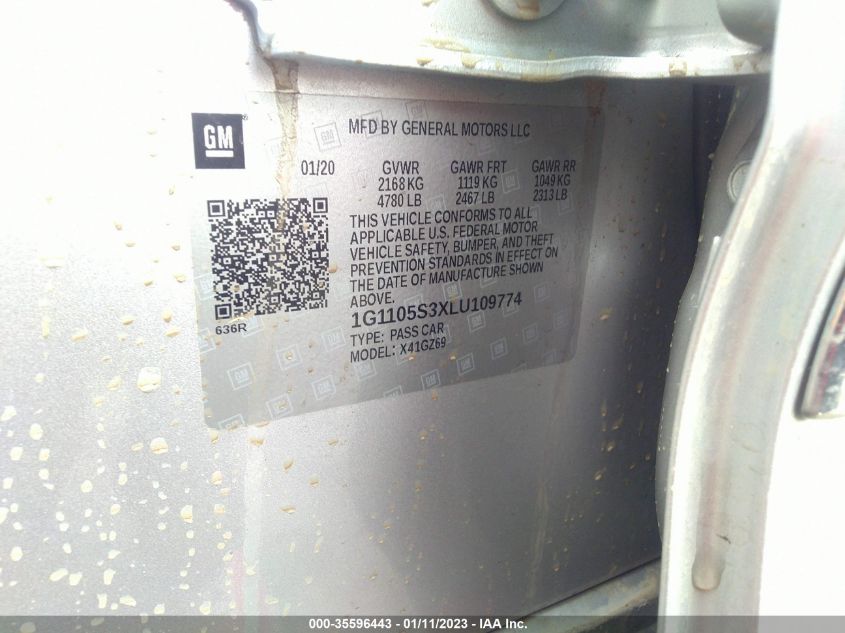 GM
MFD BY GENERAL MOTORS LLC
01/20 GVWR GAWR FRT GAWR RR
2168 KG 1119 KG 1049 KG
4780 LB 2467 LB 2313 LB
THIS VEHICLE CONFORMS TO ALL
APPLICABLE U.S. FEDERAL MOTOR
VEHICLE SAFETY, BUMPER, AND THEFT
PREVENTION STANDARDS IN EFFECT ON
THE DATE OF MANUFACTURE SHOWN
ABOVE.
636R
1G1105S3XLU109774
TYPE: PASS CAR
MODEL: X41GZ69
000-35596443 - 01/11/2023 - IAA Inc.